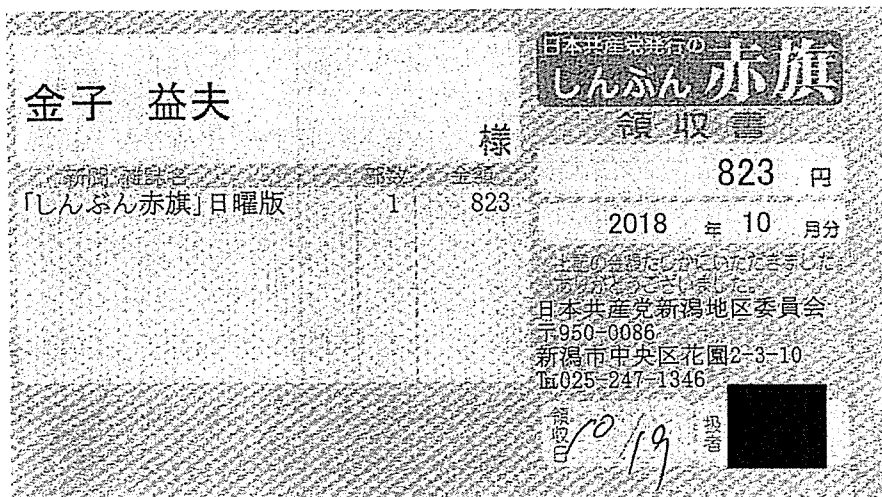 金子 益夫
様
新聞・雑誌名 部数 金額
「しんぶん赤旗」日曜版 1 823
日本共産党発行の
しんぶん赤旗
領収書
823 円
2018 年 10 月分
上記の金額たしかにいただきました。
ありがとうございました。
日本共産党新潟地区委員会
〒950-0086
新潟市中央区花園2-3-10
℡025-247-1346
領収日 10/19
扱者